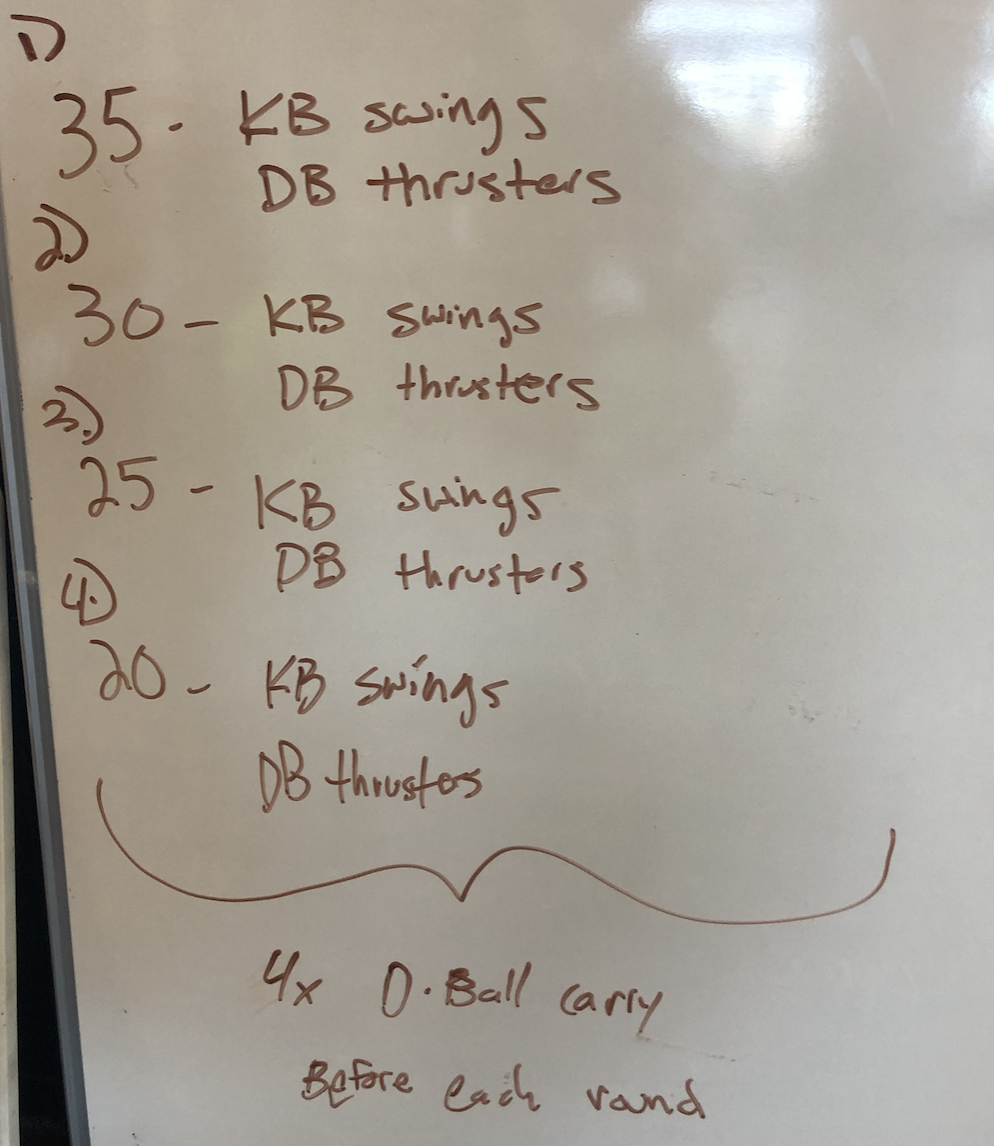 1)
35 - KB swings
DB thrusters
2.)
30 - KB swings
DB thrusters
3.)
25 - KB swings
DB thrusters
4.)
20 - KB swings
DB thrusters
4x D.Ball carry
Before each round